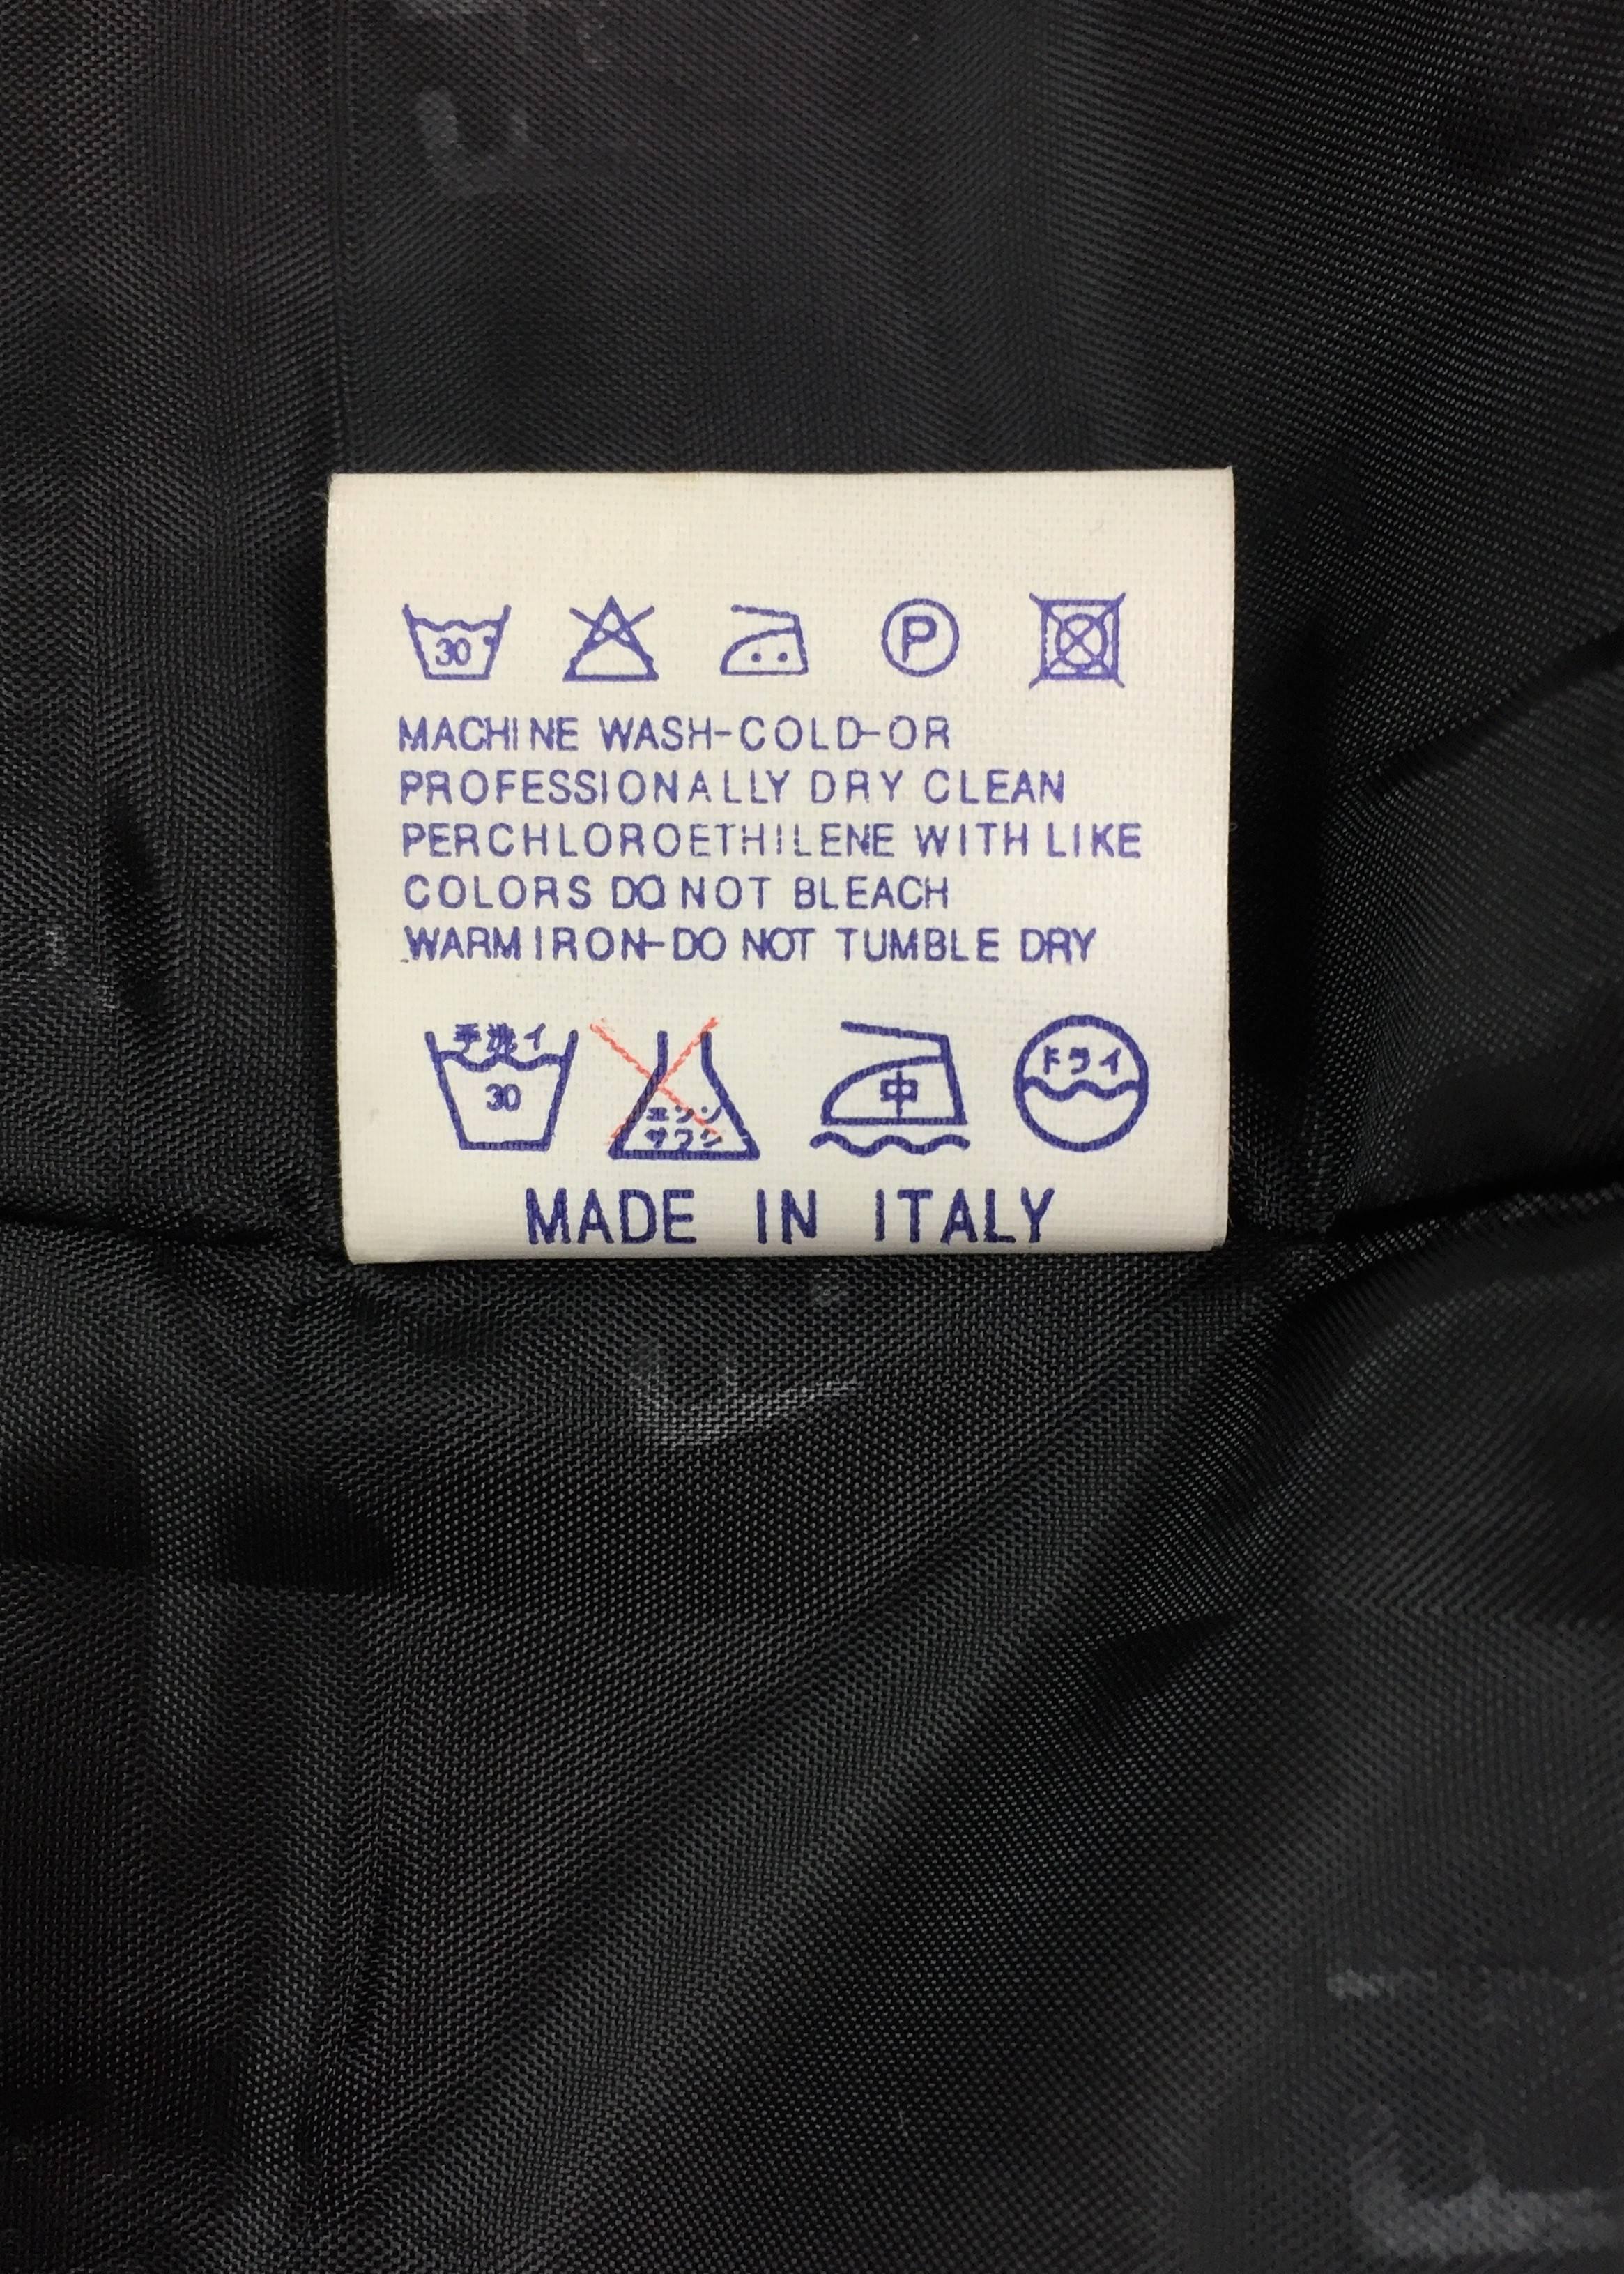 30°
P
MACHINE WASH-COLD-OR
PROFESSIONALLY DRY CLEAN
PERCHLOROETHILENE WITH LIKE
COLORS DO NOT BLEACH
WARM IRON-DO NOT TUMBLE DRY
手洗イ
30
エンソ
サラシ
中
ドライ
MADE IN ITALY